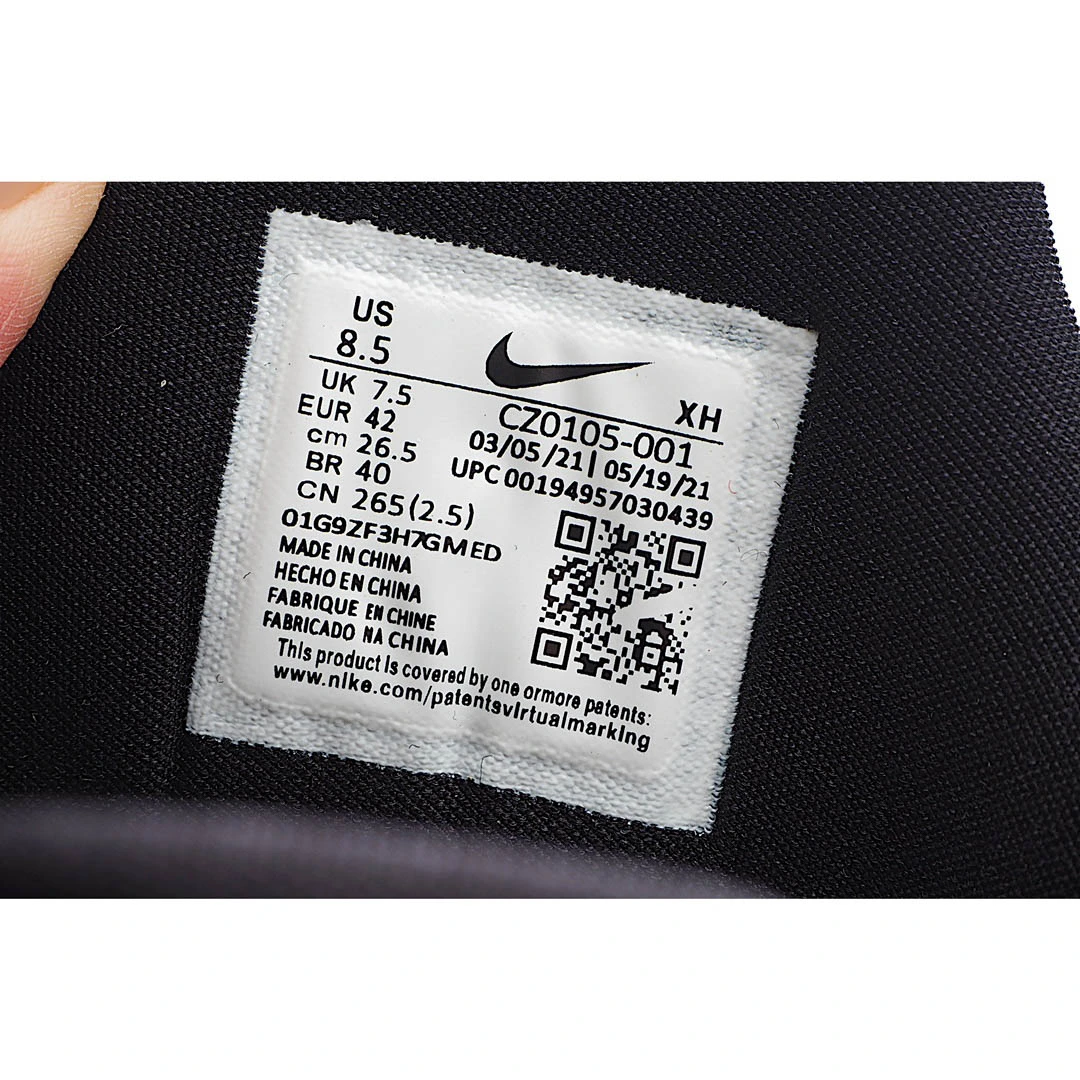 US
8.5
XH
UK 7.5
CZ0105-001
EUR 42
03/05/21| 05/19/21
cm 26.5
UPC 00194957030439
BR 40
CN 265(2.5)
01G9ZF3H7GMED
MADE IN CHINA
HECHO EN CHINA
FABRIQUE EN CHINE
FABRICADO NA CHINA
This product is covered by one ormore patents:
www.nike.com/patentsvirtualmarking